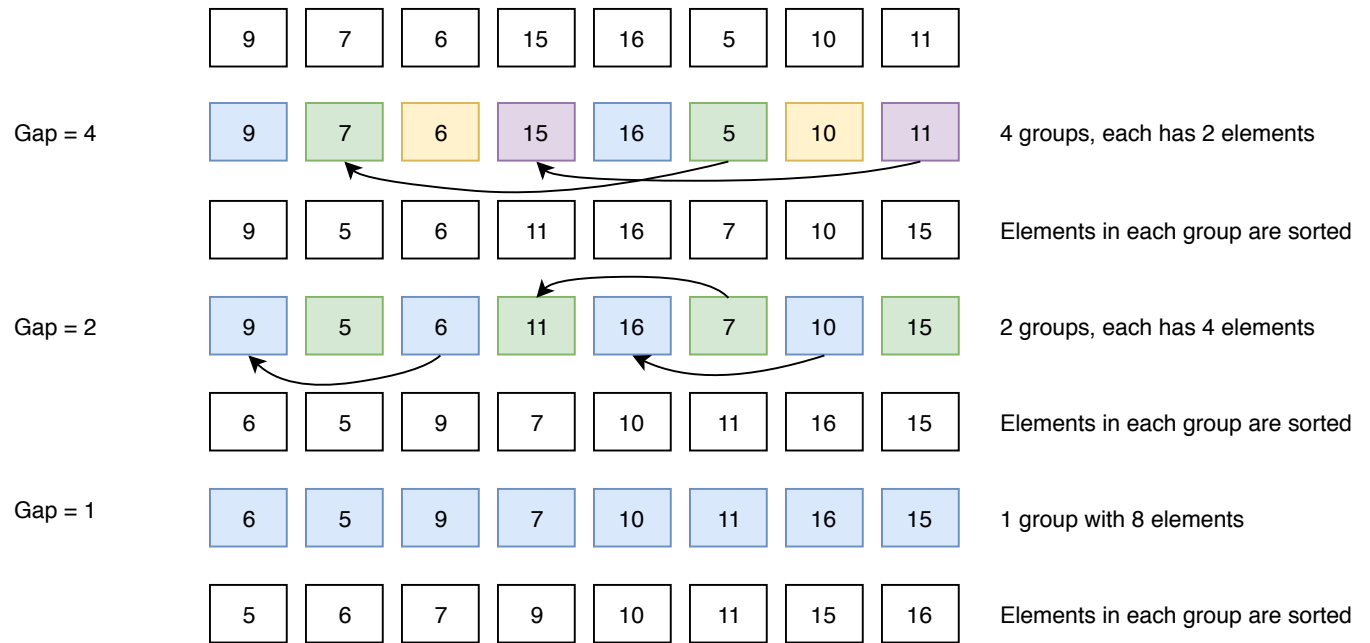 9 7 6 15 16 5 10 11
Gap = 4 9 7 6 15 16 5 10 11 4 groups, each has 2 elements
9 5 6 11 16 7 10 15 Elements in each group are sorted
Gap = 2 9 5 6 11 16 7 10 15 2 groups, each has 4 elements
6 5 9 7 10 11 16 15 Elements in each group are sorted
Gap = 1 6 5 9 7 10 11 16 15 1 group with 8 elements
5 6 7 9 10 11 15 16 Elements in each group are sorted